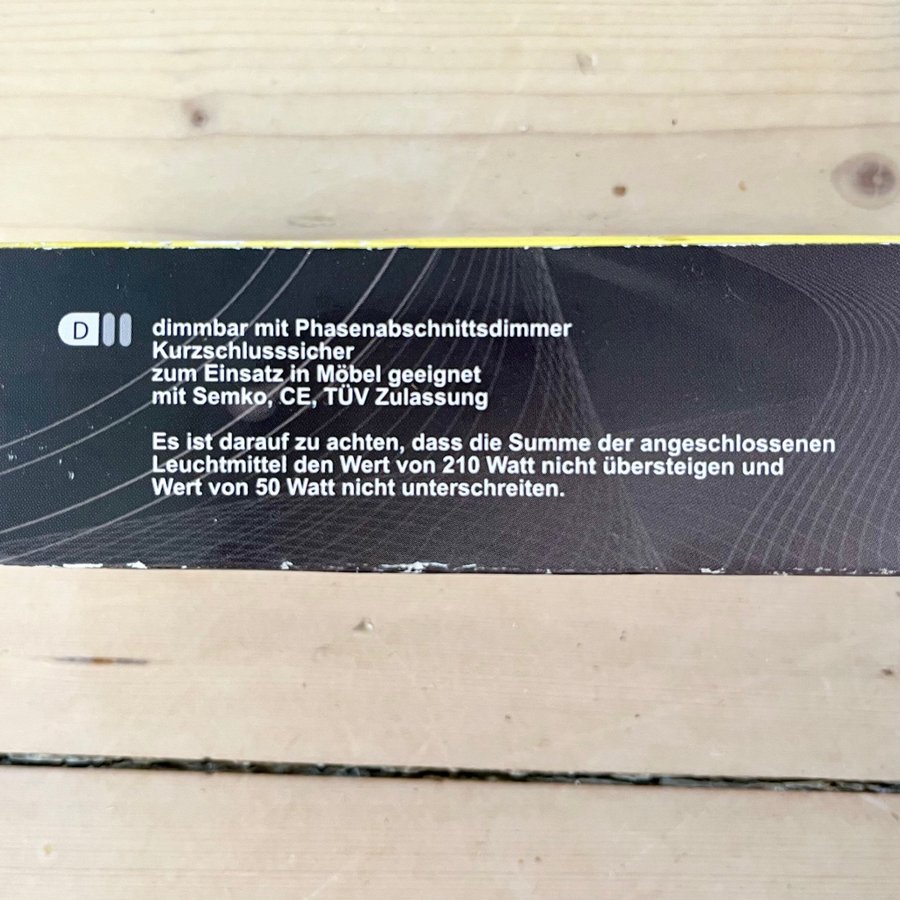 D
dimmbar mit Phasenabschnittsdimmer
Kurzschlusssicher
zum Einsatz in Möbel geeignet
mit Semko, CE, TÜV Zulassung
Es ist darauf zu achten, dass die Summe der angeschlossenen
Leuchtmittel den Wert von 210 Watt nicht übersteigen und
Wert von 50 Watt nicht unterschreiten.